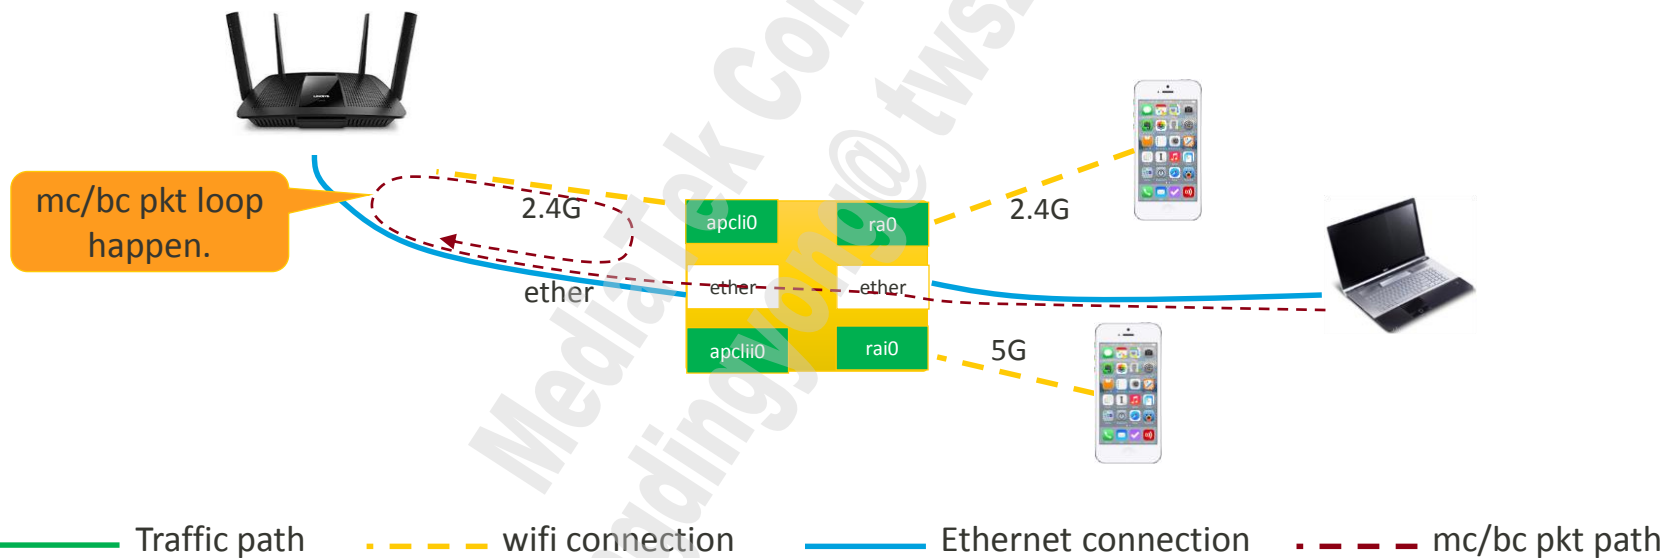 mc/bc pkt loop
happen.
2.4G
apcli0
ra0
2.4G
ether
ether
ether
apclii0
rai0
5G
Traffic path
wifi connection
Ethernet connection
mc/bc pkt path